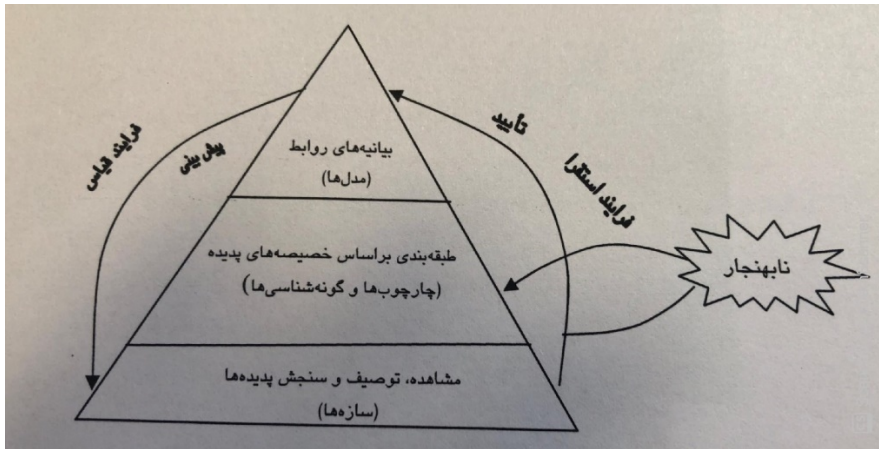 تأیید
فرایند استقرا
فرایند قیاس
پیش بینی
بیانیه‌های روابط
(مدل‌ها)
طبقه‌بندی براساس خصیصه‌های پدیده
(چارچوب‌ها و گونه‌شناسی‌ها)
نابهنجار
مشاهده، توصیف و سنجش پدیده‌ها
(سازه‌ها)